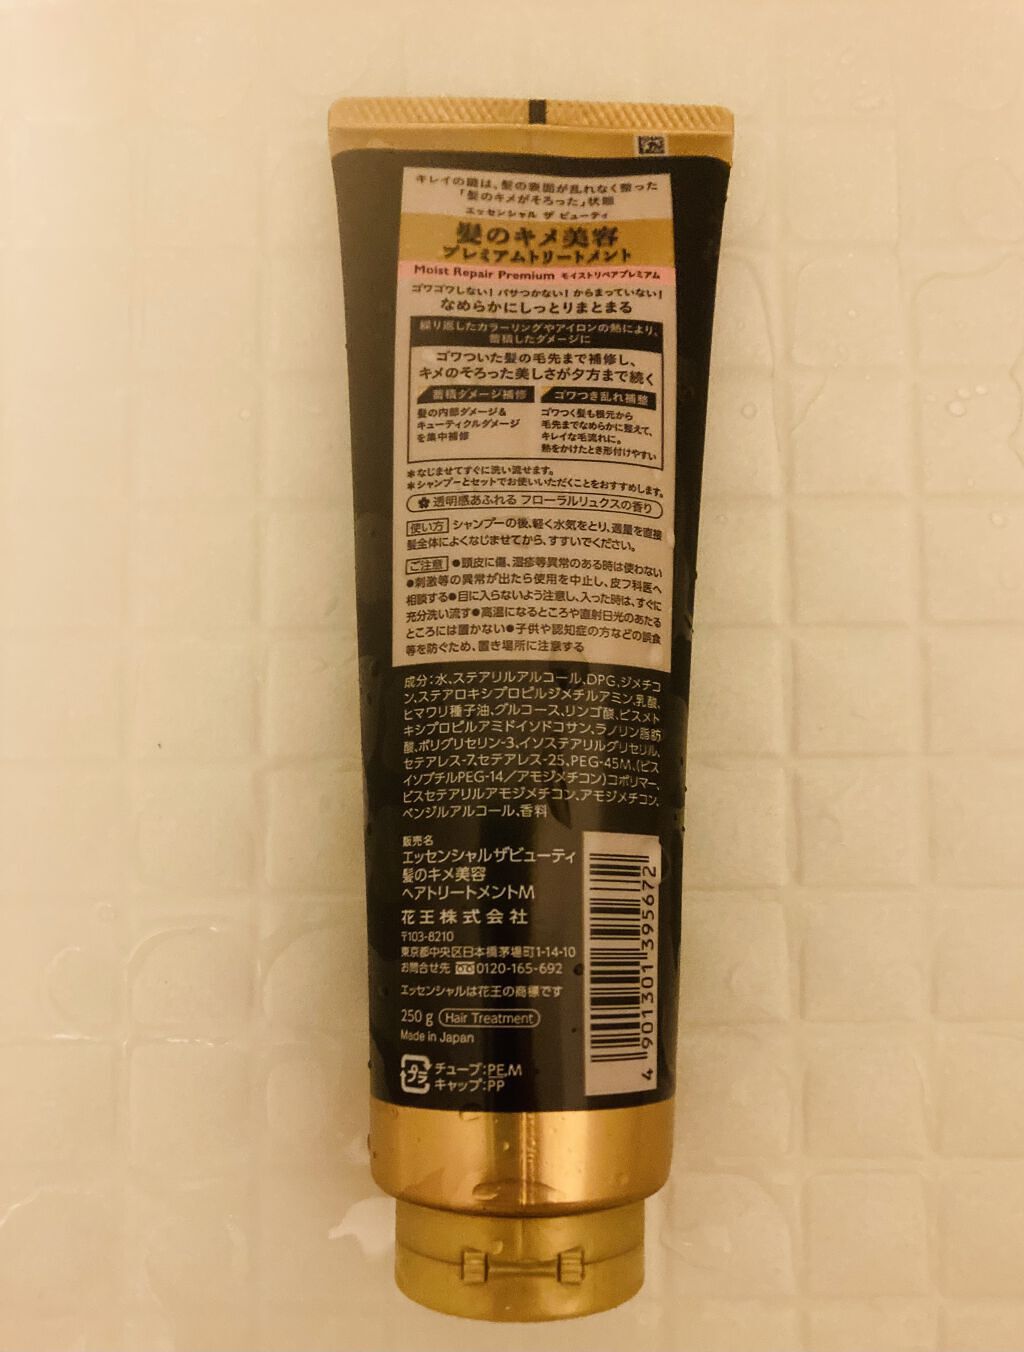 キレイの鍵は、髪の表面が乱れなく整った
「髪のキメがそろった」状態
エッセンシャル ザ ビューティ
髪のキメ美容
プレミアムトリートメント
Moist Repair Premium モイストリペアプレミアム
ゴワゴワしない! パサつかない! からまっていない!
なめらかにしっとりまとまる
繰り返したカラーリングやアイロンの熱により、
蓄積したダメージに
ゴワついた髪の毛先まで補修し、
キメのそろった美しさが夕方まで続く
蓄積ダメージ補修
髪の内部ダメージ&
キューティクルダメージ
を集中補修
ゴワつき乱れ補整
ゴワつく髪も根元から
毛先までなめらかに整えて、
キレイな毛流れに。
熱をかけたとき形付けやすい
*なじませてすぐに洗い流せます。
*シャンプーとセットでお使いいただくことをおすすめします。
透明感あふれる フローラルリュクスの香り
使い方 シャンプーの後、軽く水気をとり、適量を直接
髪全体によくなじませてから、すすいでください。
ご注意 ●頭皮に傷、湿疹等異常のある時は使わない
●刺激等の異常が出たら使用を中止し、皮フ科医へ
相談する●目に入らないよう注意し、入った時は、すぐに
充分洗い流す●高温になるところや直射日光のあたる
ところには置かない●子供や認知症の方などの誤食
等を防ぐため、置き場所に注意する
成分:水、ステアリルアルコール、DPG、ジメチコ
ン、ステアロキシプロピルジメチルアミン、乳酸、
ヒマワリ種子油、グルコース、リンゴ酸、ビスメト
キシプロピルアミドイソドコサン、ラノリン脂肪
酸、ポリグリセリン-3、イソステアリルグリセリル、
セテアレス-7、セテアレス-25、PEG-45M、(ビス
イソブチルPEG-14/アモジメチコン)コポリマー、
ビスセテアリルアモジメチコン、アモジメチコン、
ベンジルアルコール、香料
販売名
エッセンシャルザビューティ
髪のキメ美容
ヘアトリートメントM
花王株式会社
〒103-8210
東京都中央区日本橋茅場町1-14-10
お問合せ先 0120-165-692
エッセンシャルは花王の商標です
250 g Hair Treatment
Made in Japan
プラ チューブ:PE,M
キャップ:PP
4 901301 395672